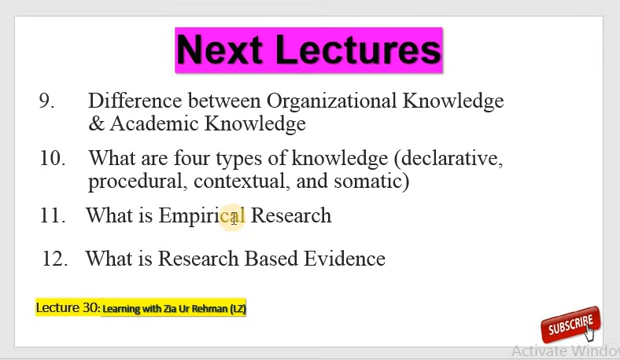 Next Lectures
9. Difference between Organizational Knowledge
& Academic Knowledge
10. What are four types of knowledge (declarative,
procedural, contextual, and somatic)
11. What is Empirical Research
12. What is Research Based Evidence
Lecture 30: Learning with Zia Ur Rehman (LZ)
SUBSCRIBE
Activate Windo